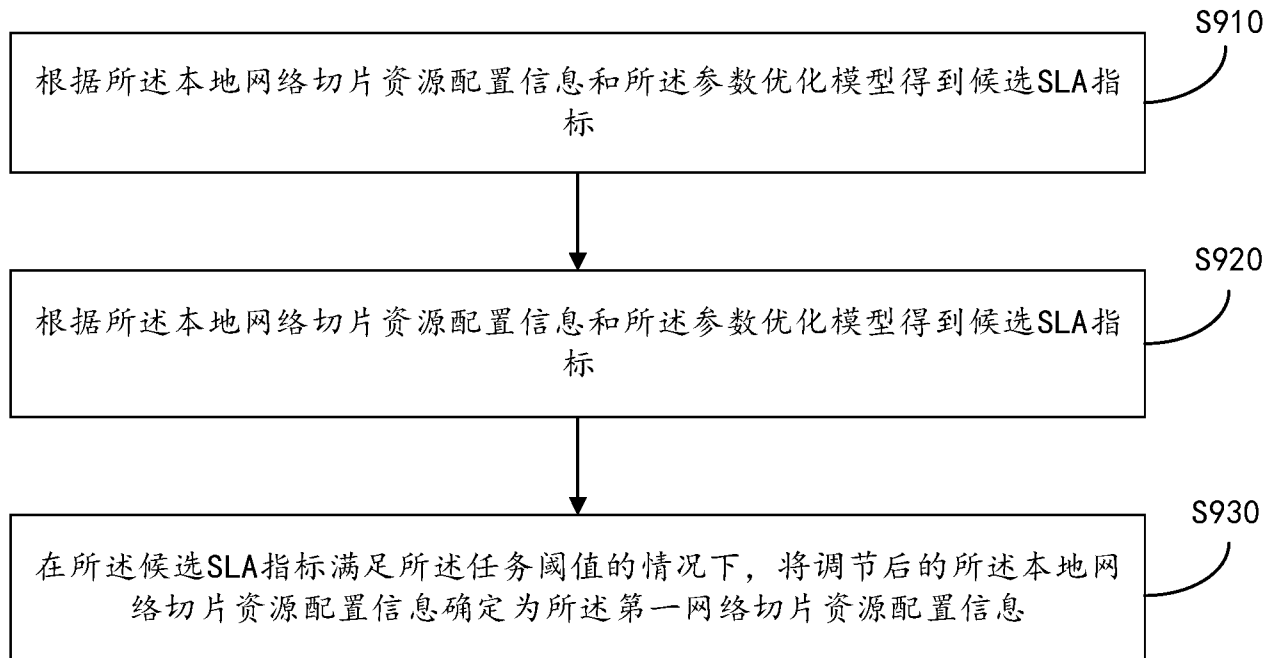 S910
根据所述本地网络切片资源配置信息和所述参数优化模型得到候选SLA指
标
S920
根据所述本地网络切片资源配置信息和所述参数优化模型得到候选SLA指
标
S930
在所述候选SLA指标满足所述任务阈值的情况下，将调节后的所述本地网
络切片资源配置信息确定为所述第一网络切片资源配置信息